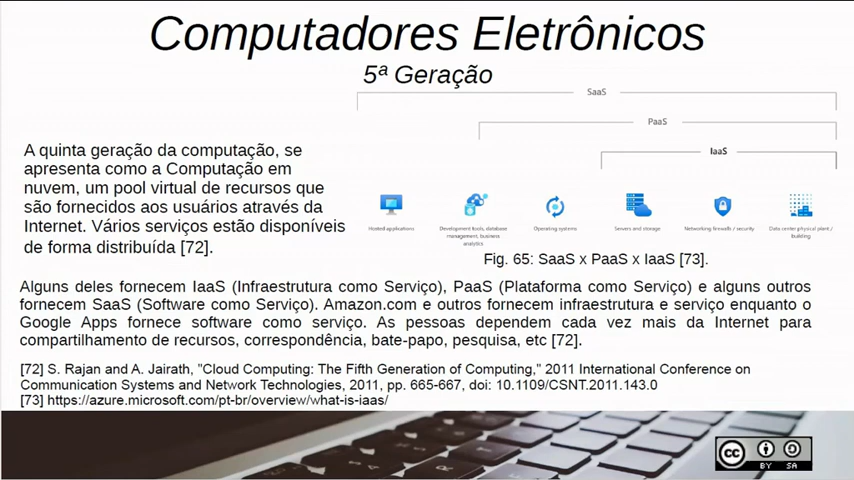 Computadores Eletrônicos
5ª Geração
SaaS
PaaS
IaaS
A quinta geração da computação, se
apresenta como a Computação em
nuvem, um pool virtual de recursos que
são fornecidos aos usuários através da
Internet. Vários serviços estão disponíveis
de forma distribuída [72].
Hosted applications
Development tools, database
management, business
analytics
Operating systems
Servers and storage
Networking firewalls / security
Data center physical plant /
building
Fig. 65: SaaS x PaaS x IaaS [73].
Alguns deles fornecem IaaS (Infraestrutura como Serviço), PaaS (Plataforma como Serviço) e alguns outros
fornecem SaaS (Software como Serviço). Amazon.com e outros fornecem infraestrutura e serviço enquanto o
Google Apps fornece software como serviço. As pessoas dependem cada vez mais da Internet para
compartilhamento de recursos, correspondência, bate-papo, pesquisa, etc [72].
[72] S. Rajan and A. Jairath, "Cloud Computing: The Fifth Generation of Computing," 2011 International Conference on
Communication Systems and Network Technologies, 2011, pp. 665-667, doi: 10.1109/CSNT.2011.143.0
[73] https://azure.microsoft.com/pt-br/overview/what-is-iaas/
cc
BY SA